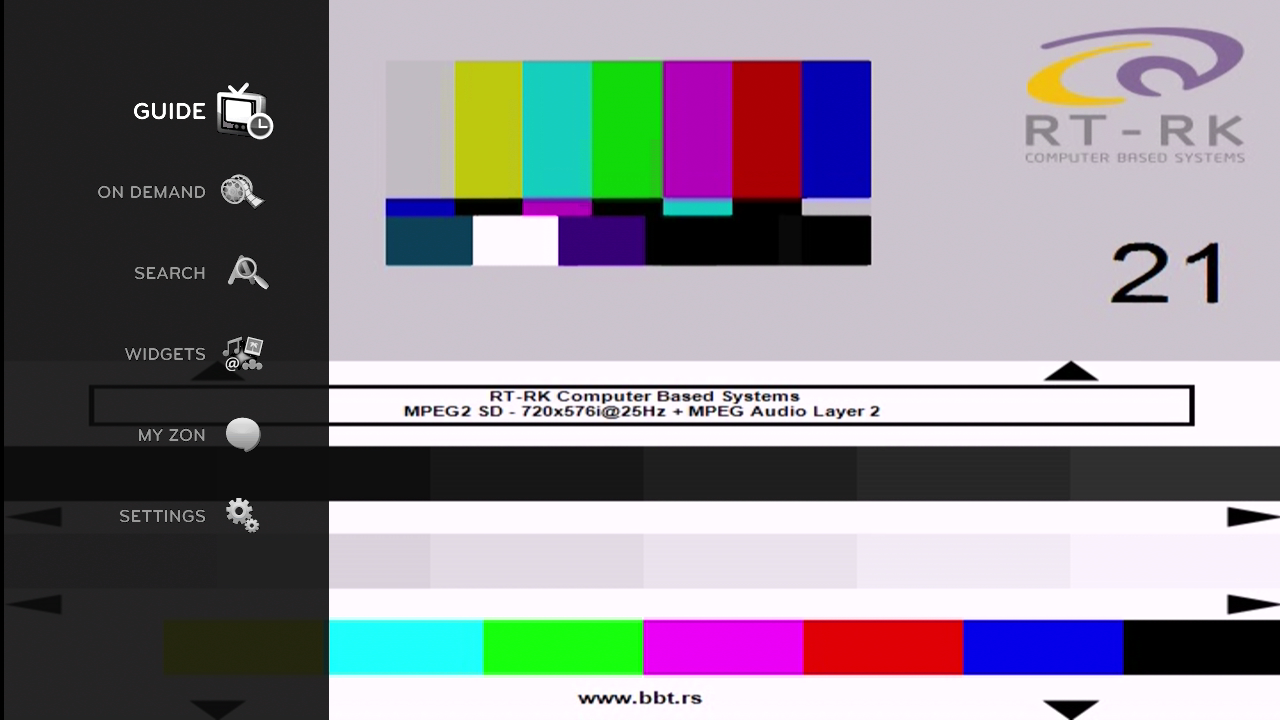 GUIDE
ON DEMAND
SEARCH
WIDGETS
MY ZON
SETTINGS
RT-RK
COMPUTER BASED SYSTEMS
21
RT-RK Computer Based Systems
MPEG2 SD - 720x576i@25Hz + MPEG Audio Layer 2
www.bbt.rs